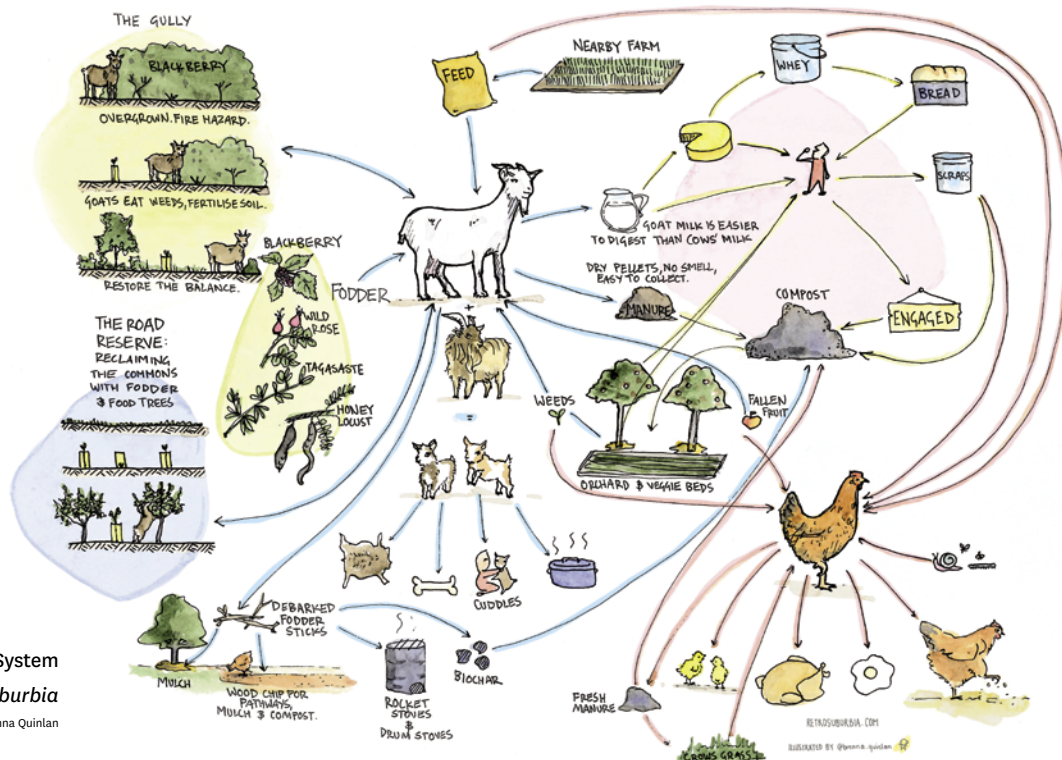 THE GULLY
BLACKBERRY
OVERGROWN. FIRE HAZARD.
GOATS EAT WEEDS, FERTILISE SOIL.
RESTORE THE BALANCE.
THE ROAD
RESERVE:
RECLAIMING
THE COMMONS
WITH FODDER
& FOOD TREES
BLACKBERRY
FODDER
WILD
ROSE
TAGASASTE
HONEY
LOCUST
FEED
NEARBY FARM
WHEY
BREAD
SCRAPS
GOAT MILK IS EASIER
TO DIGEST THAN COWS' MILK
DRY PELLETS, NO SMELL,
EASY TO COLLECT.
MANURE
COMPOST
ENGAGED
+
=
WEEDS
FALLEN
FRUIT
ORCHARD & VEGGIE BEDS
CUDDLES
DEBARKED
FODDER
STICKS
MULCH
WOOD CHIP FOR
PATHWAYS,
MULCH & COMPOST.
ROCKET
STOVES
&
DRUM STOVES
BIOCHAR
FRESH
MANURE
GROWS GRASS
RETROSUBURBIA.COM
ILLUSTRATED BY @brenna_quinlan
System
burbia
nna Quinlan